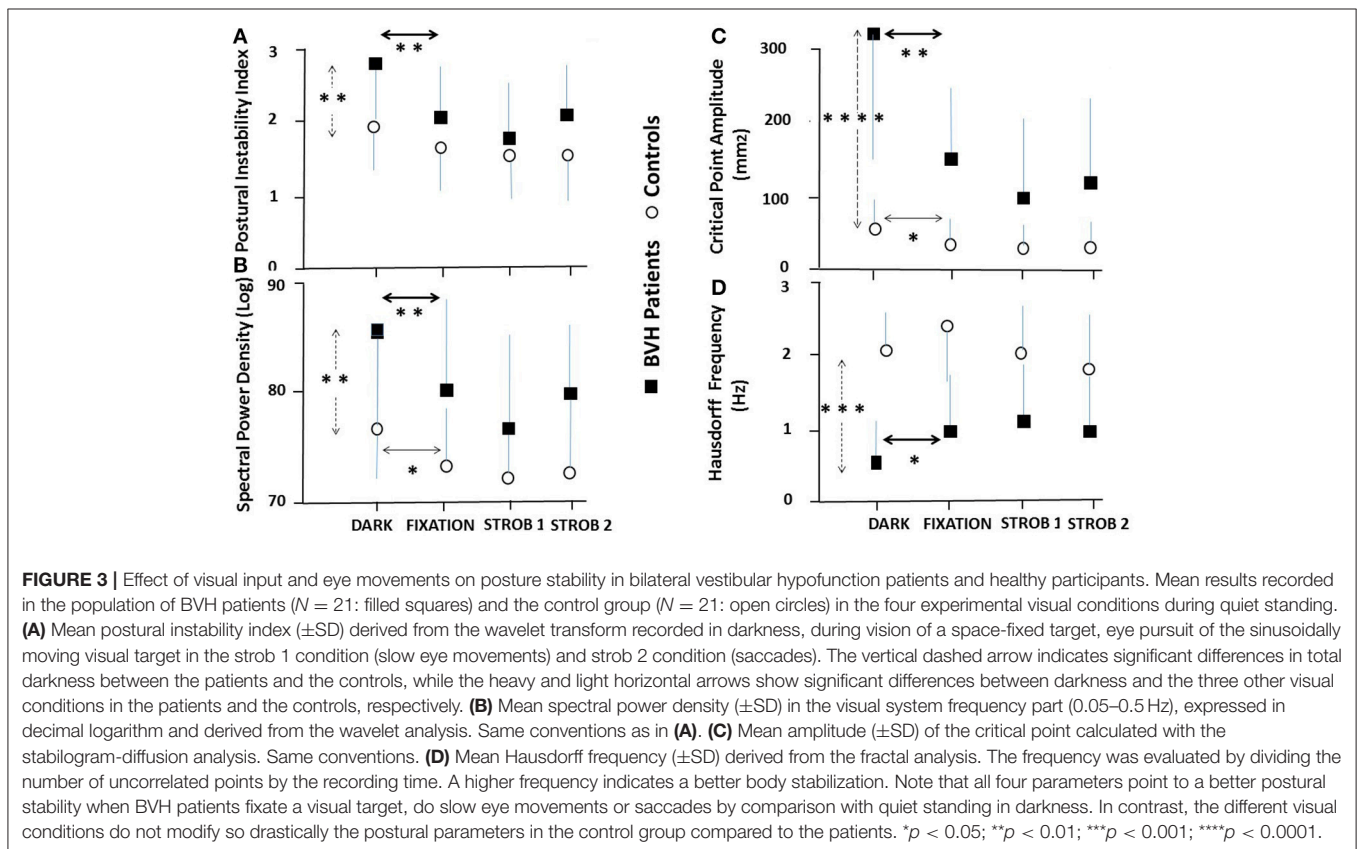 A
Postural Instability Index
3
2
1
0
* *
* *
B
Spectral Power Density (Log)
90
80
70
* *
* *
*
DARK FIXATION STROB 1 STROB 2
■ BVH Patients ○ Controls
C
Critical Point Amplitude
(mm2)
300
200
100
0
* *
* * * *
*
D
Hausdorff Frequency
(Hz)
3
2
1
0
* * *
*
DARK FIXATION STROB 1 STROB 2
FIGURE 3 | Effect of visual input and eye movements on posture stability in bilateral vestibular hypofunction patients and healthy participants. Mean results recorded
in the population of BVH patients (N = 21: filled squares) and the control group (N = 21: open circles) in the four experimental visual conditions during quiet standing.
(A) Mean postural instability index (±SD) derived from the wavelet transform recorded in darkness, during vision of a space-fixed target, eye pursuit of the sinusoidally
moving visual target in the strob 1 condition (slow eye movements) and strob 2 condition (saccades). The vertical dashed arrow indicates significant differences in total
darkness between the patients and the controls, while the heavy and light horizontal arrows show significant differences between darkness and the three other visual
conditions in the patients and the controls, respectively. (B) Mean spectral power density (±SD) in the visual system frequency part (0.05–0.5 Hz), expressed in
decimal logarithm and derived from the wavelet analysis. Same conventions as in (A). (C) Mean amplitude (±SD) of the critical point calculated with the
stabilogram-diffusion analysis. Same conventions. (D) Mean Hausdorff frequency (±SD) derived from the fractal analysis. The frequency was evaluated by dividing the
number of uncorrelated points by the recording time. A higher frequency indicates a better body stabilization. Note that all four parameters point to a better postural
stability when BVH patients fixate a visual target, do slow eye movements or saccades by comparison with quiet standing in darkness. In contrast, the different visual
conditions do not modify so drastically the postural parameters in the control group compared to the patients. *p < 0.05; **p < 0.01; ***p < 0.001; ****p < 0.0001.